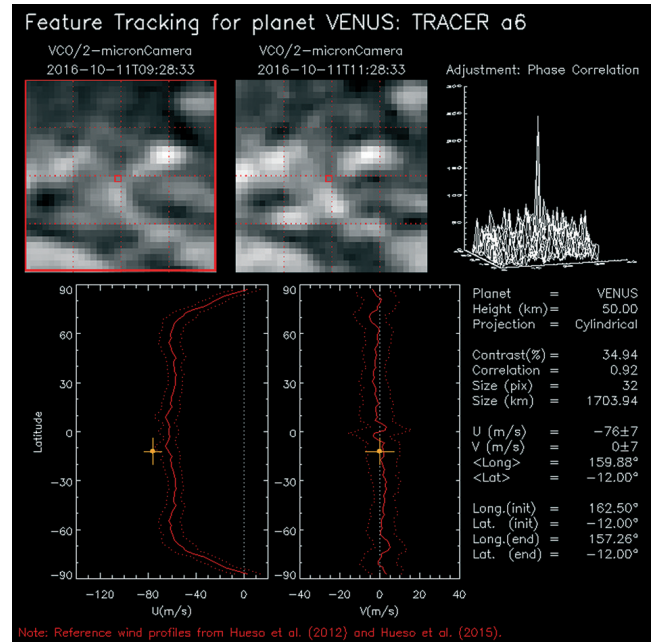 Feature Tracking for planet VENUS: TRACER a6
VCO/2-micronCamera
2016-10-11T09:28:33
VCO/2-micronCamera
2016-10-11T11:28:33
Adjustment: Phase Correlation
90
60
30
0
-30
-60
-90
Latitude
-120 -80 -40 0
U(m/s)
90
60
30
0
-30
-60
-90
-40 -20 0 20 40
V(m/s)
Planet = VENUS
Height (km)= 50.00
Projection = Cylindrical
Contrast(%) = 34.94
Correlation = 0.92
Size (pix) = 32
Size (km) = 1703.94
U (m/s) = -76±7
V (m/s) = 0±7
<Long> = 159.88°
<Lat> = -12.00°
Long.(init) = 162.50°
Lat. (init) = -12.00°
Long.(end) = 157.26°
Lat. (end) = -12.00°
Note: Reference wind profiles from Hueso et al. (2012) and Hueso et al. (2015).